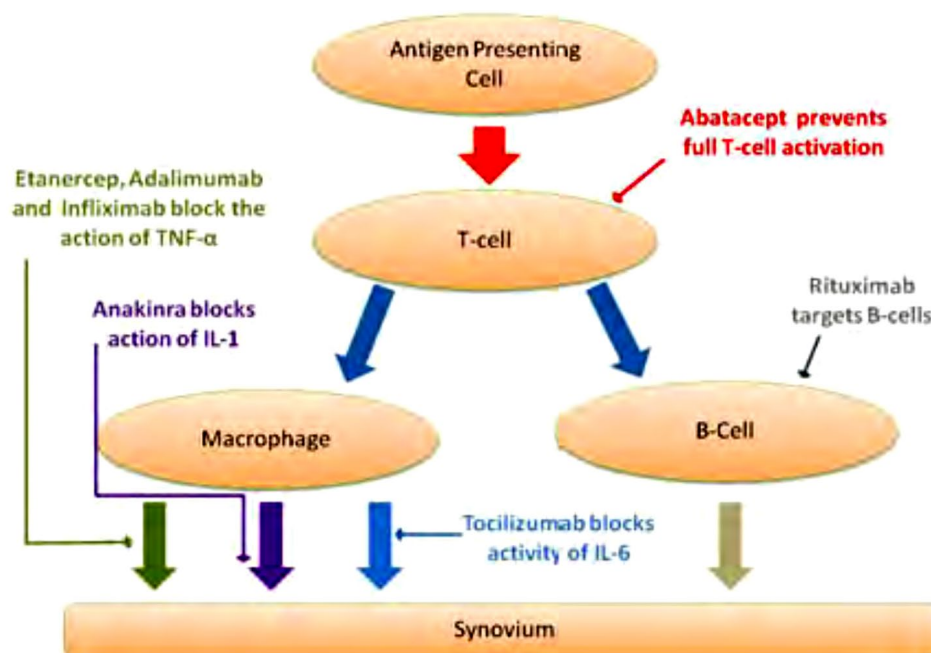 Antigen Presenting
Cell
Abatacept prevents
full T-cell activation
Etanercep, Adalimumab
and Infliximab block the
action of TNF-α
T-cell
Anakinra blocks
action of IL-1
Rituximab
targets B-cells
Macrophage
B-Cell
Tocilizumab blocks
activity of IL-6
Synovium